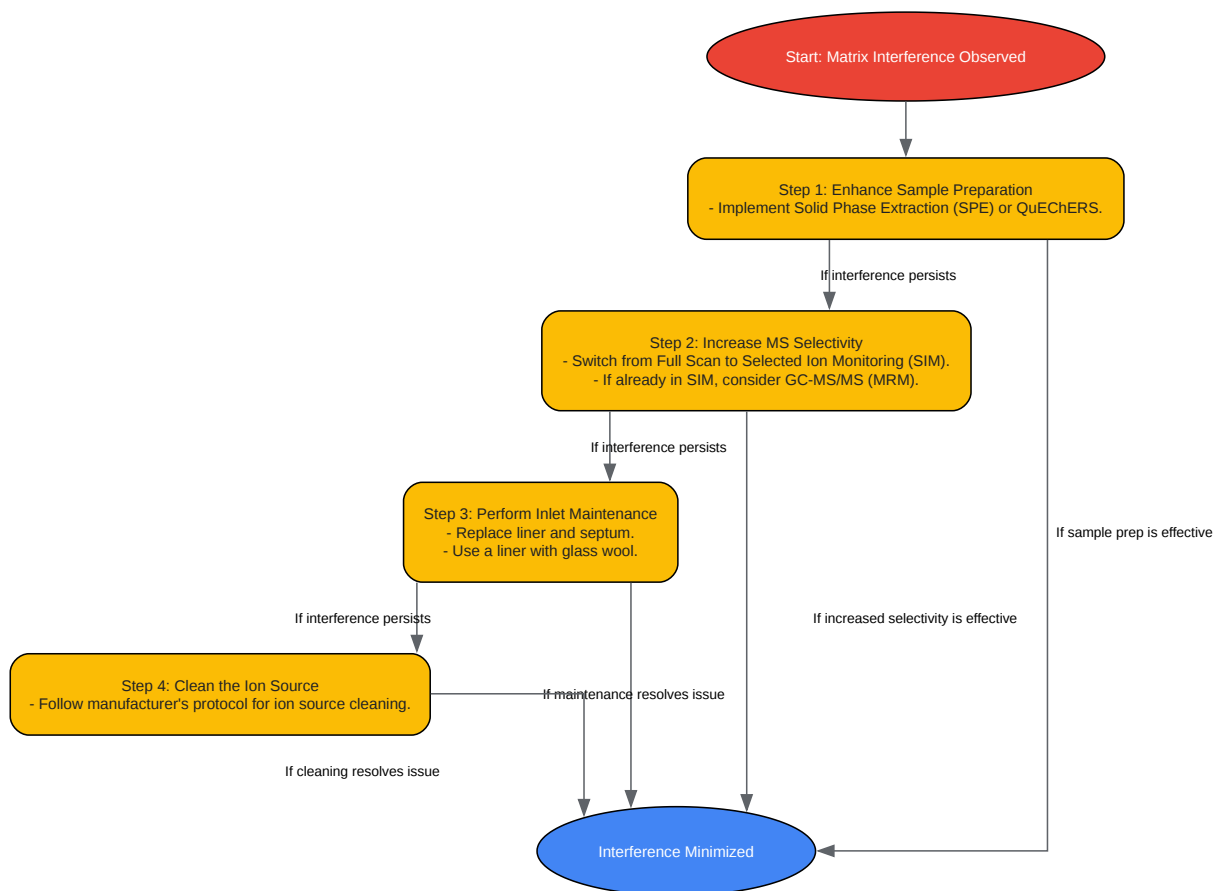 Start: Matrix Interference Observed
Step 1: Enhance Sample Preparation
- Implement Solid Phase Extraction (SPE) or QuEChERS.
If interference persists
Step 2: Increase MS Selectivity
- Switch from Full Scan to Selected Ion Monitoring (SIM).
- If already in SIM, consider GC-MS/MS (MRM).
If interference persists
Step 3: Perform Inlet Maintenance
- Replace liner and septum.
- Use a liner with glass wool.
If sample prep is effective
If interference persists
If increased selectivity is effective
Step 4: Clean the Ion Source
- Follow manufacturer's protocol for ion source cleaning.
If maintenance resolves issue
If cleaning resolves issue
Interference Minimized